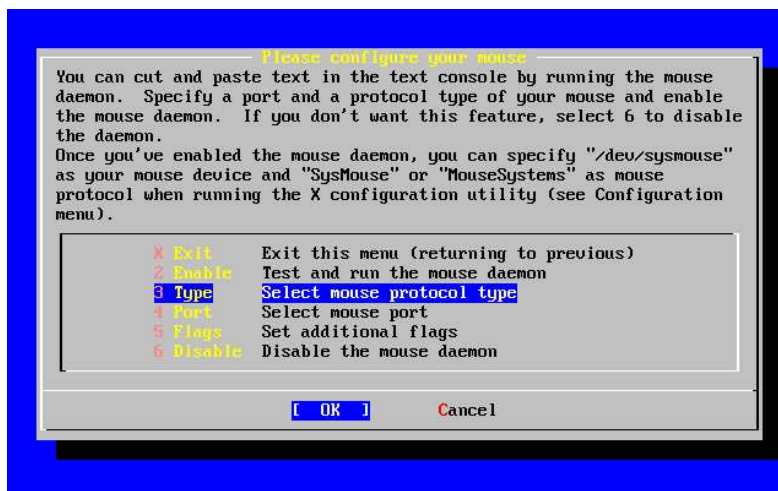 Please configure your mouse
You can cut and paste text in the text console by running the mouse
daemon.  Specify a port and a protocol type of your mouse and enable
the mouse daemon.  If you don't want this feature, select 6 to disable
the daemon.
Once you've enabled the mouse daemon, you can specify "/dev/sysmouse"
as your mouse device and "SysMouse" or "MouseSystems" as mouse
protocol when running the X configuration utility (see Configuration
menu).
X Exit Exit this menu (returning to previous)
2 Enable Test and run the mouse daemon
3 Type Select mouse protocol type
4 Port Select mouse port
5 Flags Set additional flags
6 Disable Disable the mouse daemon
[ OK ] Cancel